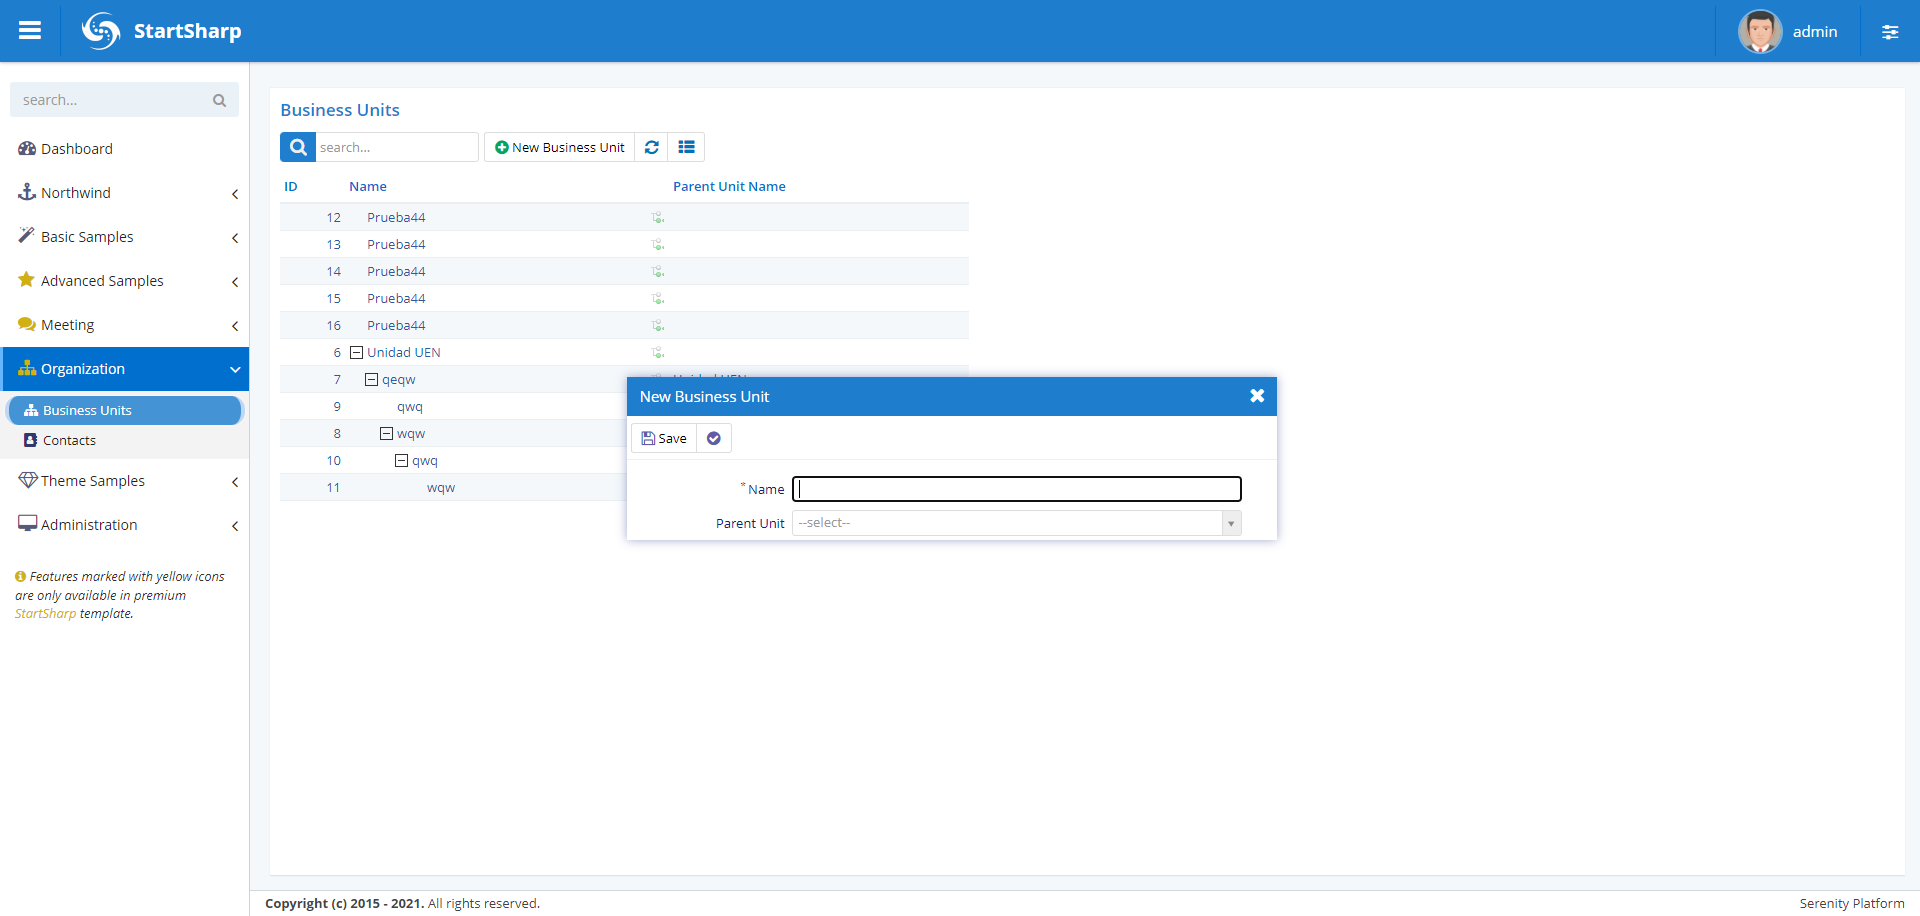 StartSharp
admin
search...
Dashboard
Northwind
Basic Samples
Advanced Samples
Meeting
Organization
Business Units
Contacts
Theme Samples
Administration
Features marked with yellow icons
are only available in premium
StartSharp template.
Business Units
search...
New Business Unit
ID Name Parent Unit Name
12 Prueba44
13 Prueba44
14 Prueba44
15 Prueba44
16 Prueba44
6 Unidad UEN
7 qeqw Unidad UEN
9 qwq
8 wqw
10 qwq
11 wqw
New Business Unit
Save
* Name
Parent Unit --select--
Copyright (c) 2015 - 2021. All rights reserved.
Serenity Platform